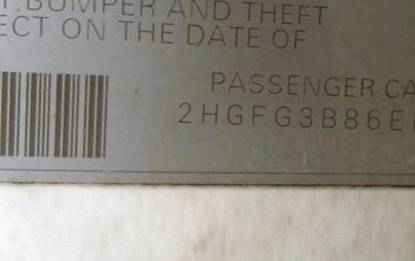 BUMPER AND THEFT
ECT ON THE DATE OF
PASSENGER CA
2HGFG3B86E